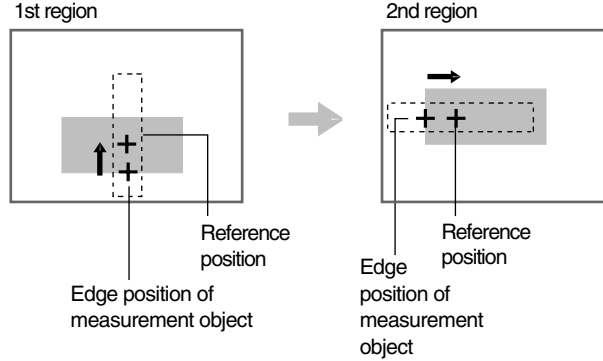 1st region
2nd region
Reference
position
Edge position of
measurement object
Reference
position
Edge
position of
measurement
object